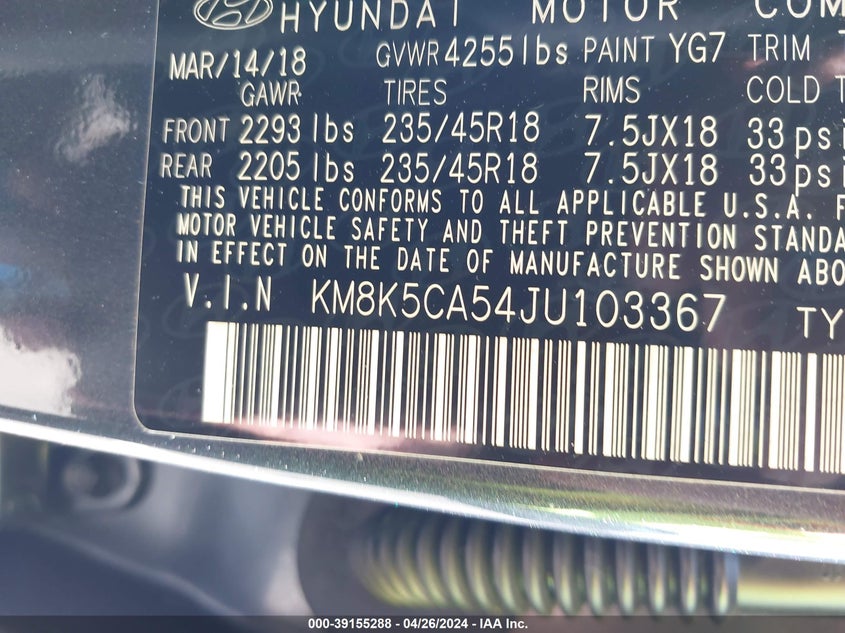 HYUNDAI MOTOR COM
MAR/14/18 GVWR 4255lbs PAINT YG7 TRIM
GAWR TIRES RIMS COLD T
FRONT 2293lbs 235/45R18 7.5JX18 33psi
REAR 2205lbs 235/45R18 7.5JX18 33psi
THIS VEHICLE CONFORMS TO ALL APPLICABLE U.S.A. F
MOTOR VEHICLE SAFETY AND THEFT PREVENTION STANDA
IN EFFECT ON THE DATE OF MANUFACTURE SHOWN ABO
V.I.N KM8K5CA54JU103367 TY
000-39155288 - 04/26/2024 - IAA Inc.